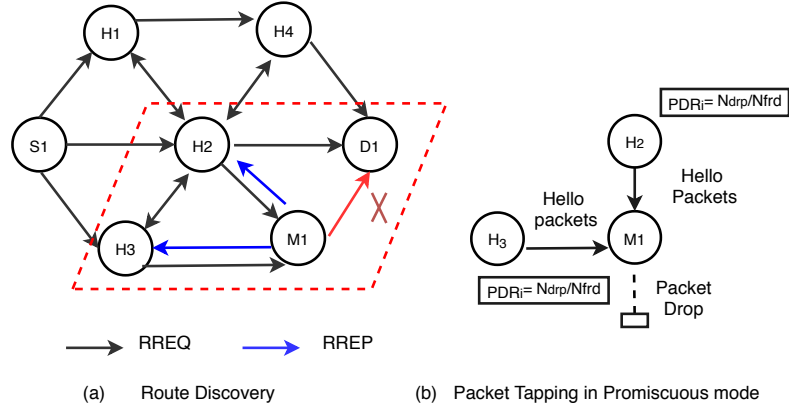 H1
H4
S1
H2
D1
H3
M1
RREQ
RREP
(a) Route Discovery
PDRi= Ndrp/Nfrd
H2
Hello
Packets
Hello
packets
H3
M1
PDRi= Ndrp/Nfrd
Packet
Drop
(b) Packet Tapping in Promiscuous mode